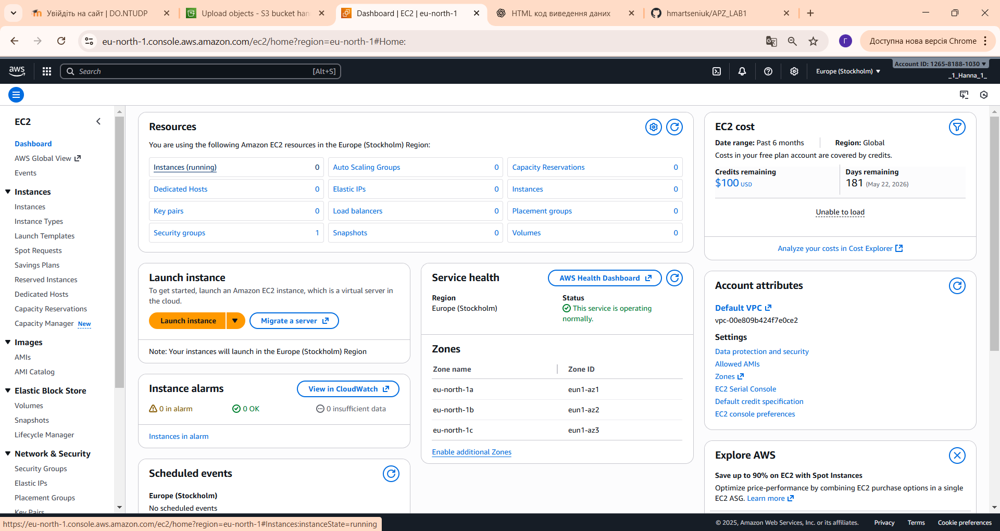 Увійдіть на сайт | DO.NTUDP
Upload objects - S3 bucket han
Dashboard | EC2 | eu-north-1
HTML код виведення даних
hmartseniuk/APZ_LAB1
eu-north-1.console.aws.amazon.com/ec2/home?region=eu-north-1#Home:
Г
Доступна нова версія Chrome
aws
Search
[Alt+S]
Europe (Stockholm)
Account ID: 1265-8188-1030
_1_Hanna_1_
EC2
Dashboard
AWS Global View
Events
Instances
Instances
Instance Types
Launch Templates
Spot Requests
Savings Plans
Reserved Instances
Dedicated Hosts
Capacity Reservations
Capacity Manager New
Images
AMIs
AMI Catalog
Elastic Block Store
Volumes
Snapshots
Lifecycle Manager
Network & Security
Security Groups
Elastic IPs
Placement Groups
Key Pairs
Resources
You are using the following Amazon EC2 resources in the Europe (Stockholm) Region:
Instances (running) 0
Auto Scaling Groups 0
Capacity Reservations 0
Dedicated Hosts 0
Elastic IPs 0
Instances 0
Key pairs 0
Load balancers 0
Placement groups 0
Security groups 1
Snapshots 0
Volumes 0
Launch instance
To get started, launch an Amazon EC2 instance, which is a virtual server in
the cloud.
Launch instance
Migrate a server
Note: Your instances will launch in the Europe (Stockholm) Region
Instance alarms
View in CloudWatch
0 in alarm
0 OK
0 insufficient data
Instances in alarm
Scheduled events
Europe (Stockholm)
No scheduled events
Service health
AWS Health Dashboard
Region
Europe (Stockholm)
Status
This service is operating
normally.
Zones
Zone name Zone ID
eu-north-1a eun1-az1
eu-north-1b eun1-az2
eu-north-1c eun1-az3
Enable additional Zones
EC2 cost
Date range: Past 6 months
Region: Global
Costs in your free plan account are covered by credits.
Credits remaining
$100 USD
Days remaining
181 (May 22, 2026)
Unable to load
Analyze your costs in Cost Explorer
Account attributes
Default VPC
vpc-00e809b424f7e0ce2
Settings
Data protection and security
Allowed AMIs
Zones
EC2 Serial Console
Default credit specification
EC2 console preferences
Explore AWS
Save up to 90% on EC2 with Spot Instances
Optimize price-performance by combining EC2 purchase options in a single
EC2 ASG. Learn more
https://eu-north-1.console.aws.amazon.com/ec2/home?region=eu-north-1#Instances:instanceState=running
© 2025, Amazon Web Services, Inc. or its affiliates.
Privacy
Terms
Cookie preferences